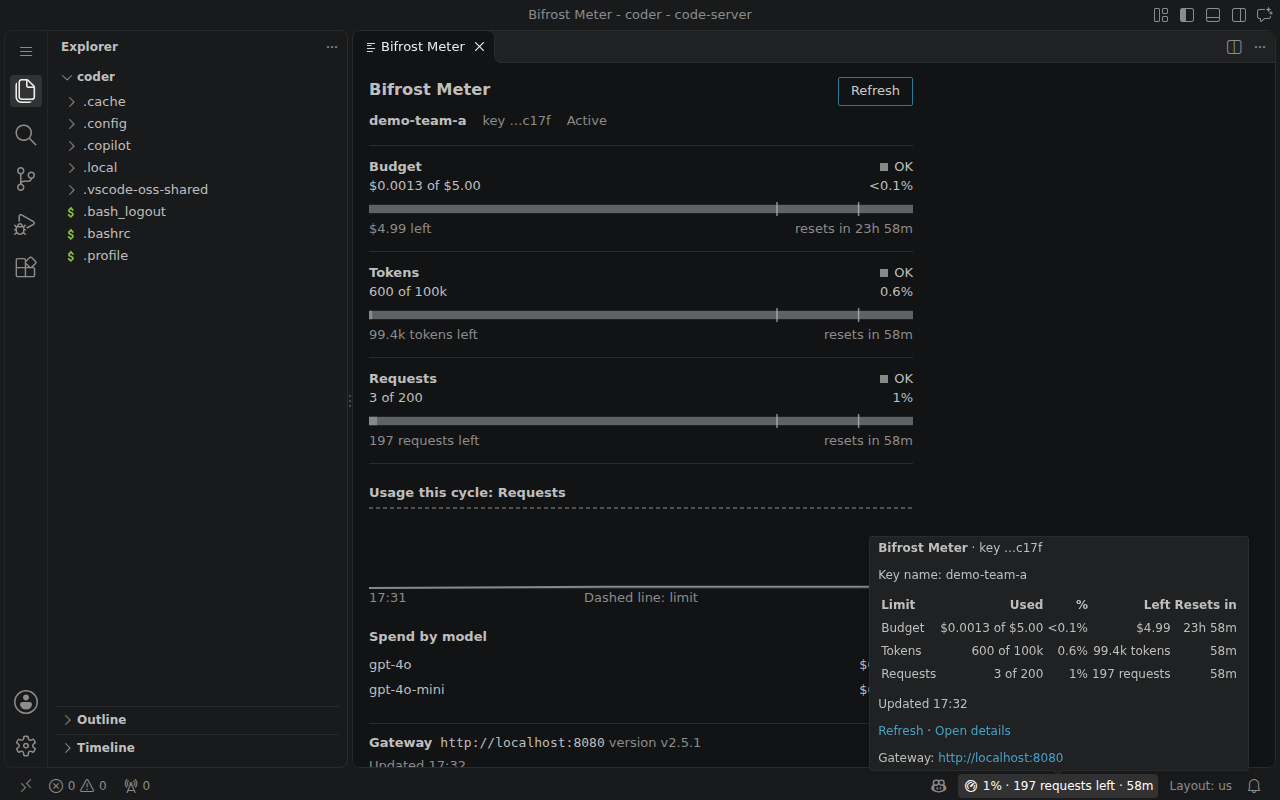 Bifrost Meter - coder - code-server
Explorer
coder
.cache
.config
.copilot
.local
.vscode-oss-shared
$ .bash_logout
$ .bashrc
$ .profile
Outline
Timeline
Bifrost Meter
Bifrost Meter
Refresh
demo-team-a key ...c17f Active
Budget OK
$0.0013 of $5.00 <0.1%
$4.99 left resets in 23h 58m
Tokens OK
600 of 100k 0.6%
99.4k tokens left resets in 58m
Requests OK
3 of 200 1%
197 requests left resets in 58m
Usage this cycle: Requests
17:31 Dashed line: limit
Spend by model
gpt-4o
gpt-4o-mini
Gateway http://localhost:8080 version v2.5.1
Updated 17:32
Bifrost Meter · key ...c17f
Key name: demo-team-a
Limit Used % Left Resets in
Budget $0.0013 of $5.00 <0.1% $4.99 23h 58m
Tokens 600 of 100k 0.6% 99.4k tokens 58m
Requests 3 of 200 1% 197 requests 58m
Updated 17:32
Refresh · Open details
Gateway: http://localhost:8080
0 0 0
1% · 197 requests left · 58m
Layout: us